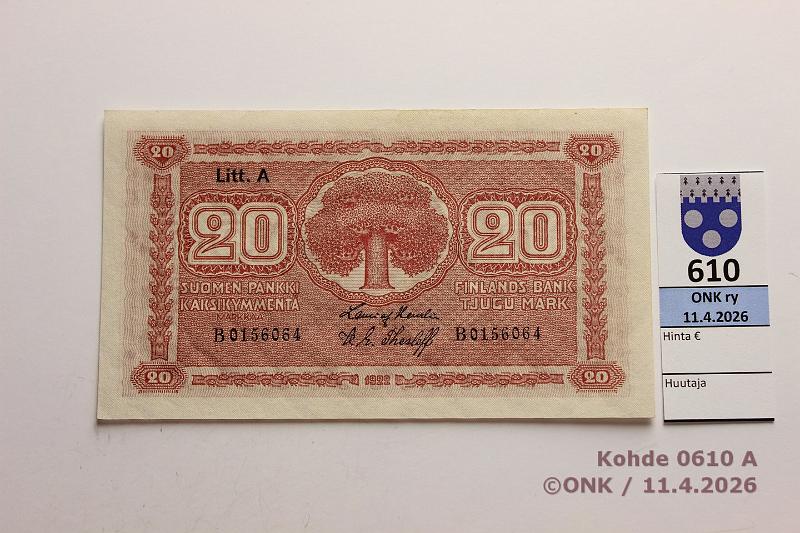 20 20
Litt. A
20 20
SUOMEN-PANKKI FINLANDS-BANK
KAKSIKYMMENTÄ TJUGU MARK
MARKKAA
B0156064 B0156064
20 1922 20
610
ONK ry
11.4.2026
Hinta €
Huutaja
Kohde 0610 A
©ONK / 11.4.2026